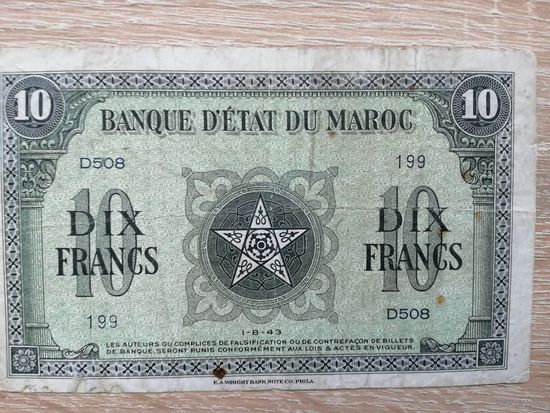 10 10
BANQUE D'ÉTAT DU MAROC
D508 199
10 10
DIX DIX
FRANCS FRANCS
199 D508
1-8-43
LES AUTEURS OU COMPLICES DE FALSIFICATION OU DE CONTREFAÇON DE BILLETS
DE BANQUE, SERONT PUNIS CONFORMÉMENT AUX LOIS & ACTES EN VIGUEUR.
E.A.WRIGHT BANK NOTE CO. PHILA.